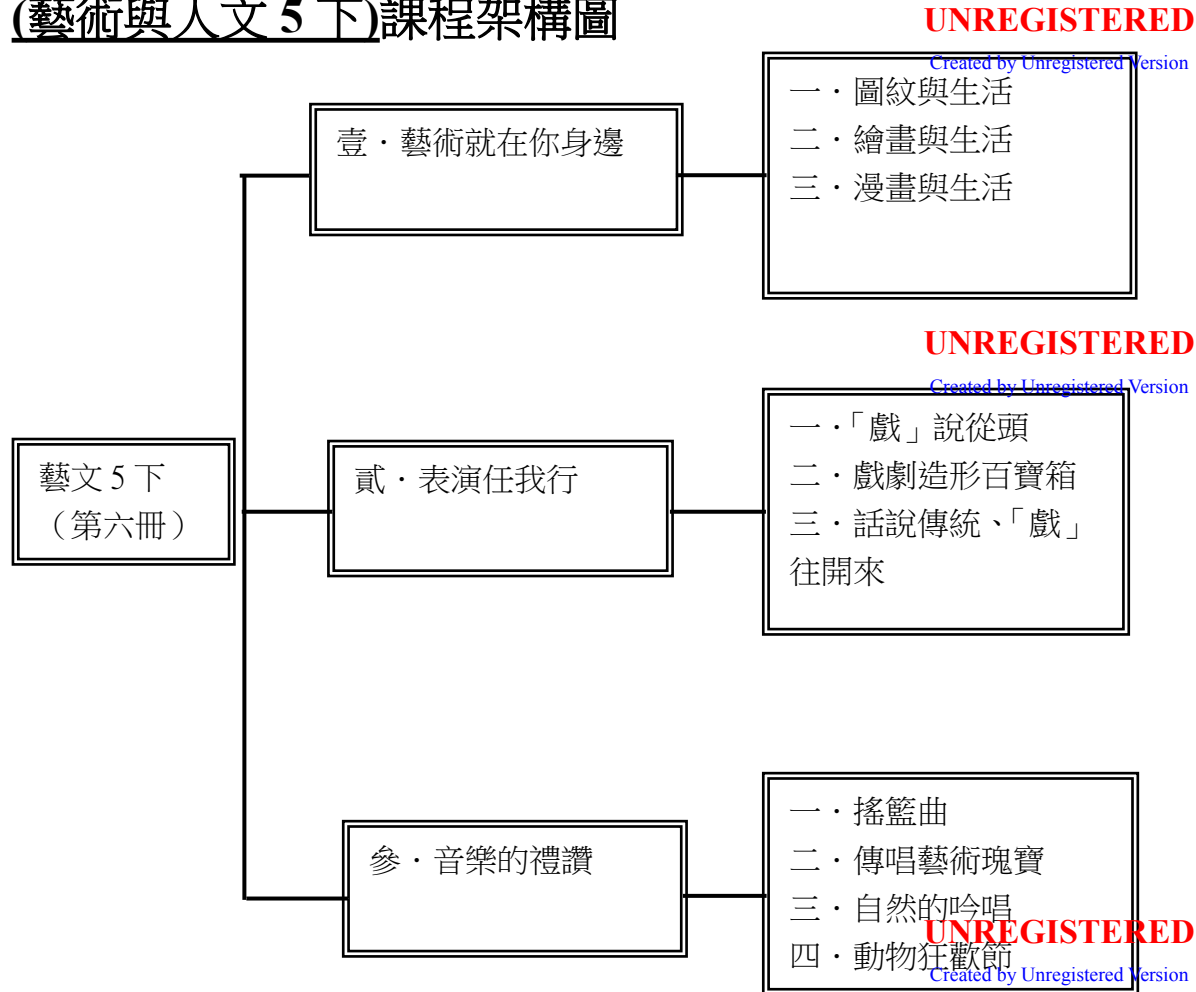 (藝術與人文 5 下)課程架構圖
UNREGISTERED
Created by Unregistered Version
一．圖紋與生活
二．繪畫與生活
三．漫畫與生活
壹．藝術就在你身邊
UNREGISTERED
Created by Unregistered Version
一．「戲」說從頭
二．戲劇造形百寶箱
三．話說傳統、「戲」
往開來
貳．表演任我行
藝文 5 下
（第六冊）
參．音樂的禮讚
一．搖籃曲
二．傳唱藝術瑰寶
三．自然的吟唱
四．動物狂歡節
UNREGISTERED
Created by Unregistered Version